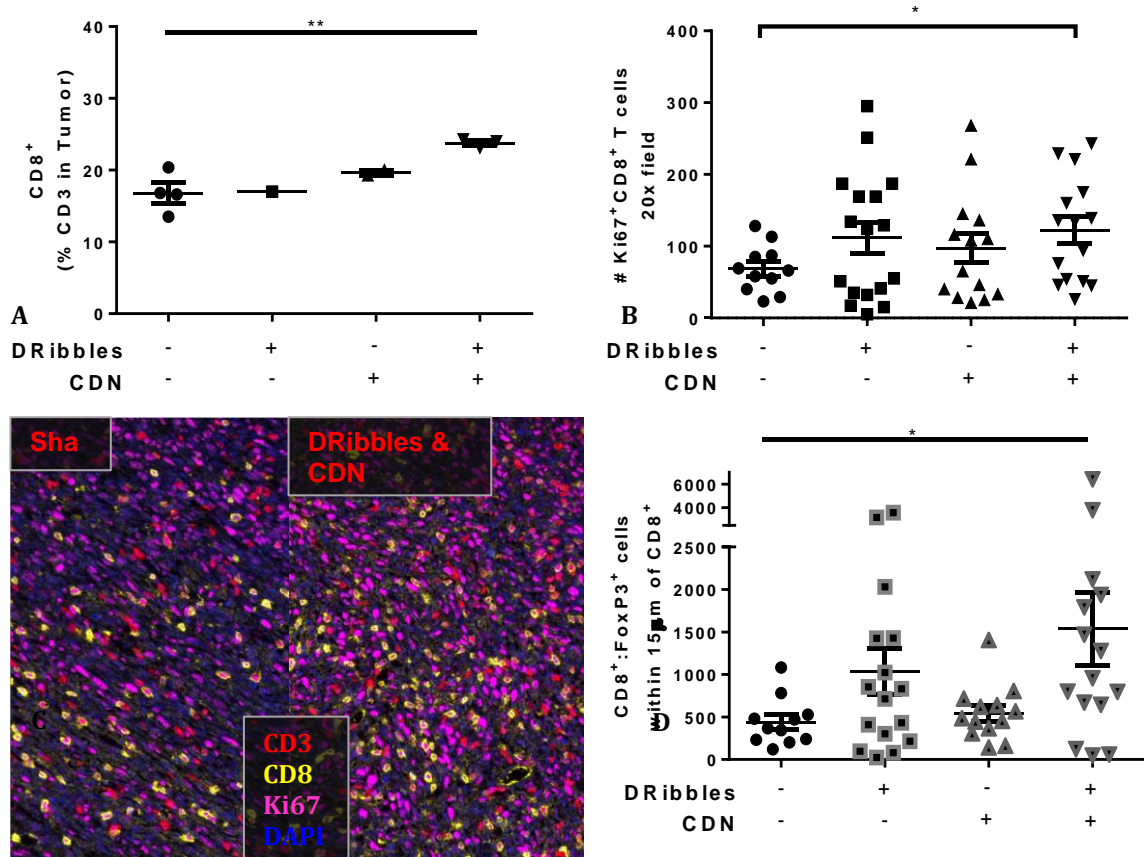 40
30
20
10
0
CD8⁺
(% CD3 in Tumor)
**
A
DRibbles - + - +
CDN - - + +
400
300
200
100
0
# Ki67⁺CD8⁺ T cells
20x field
*
B
DRibbles - + - +
CDN - - + +
Sha
DRibbles &
CDN
C
CD3
CD8
Ki67
DAPI
6000
4000
2500
2000
1500
1000
500
0
CD8⁺:FoxP3⁺ cells
within 15µm of CD8⁺
*
D
DRibbles - + - +
CDN - - + +